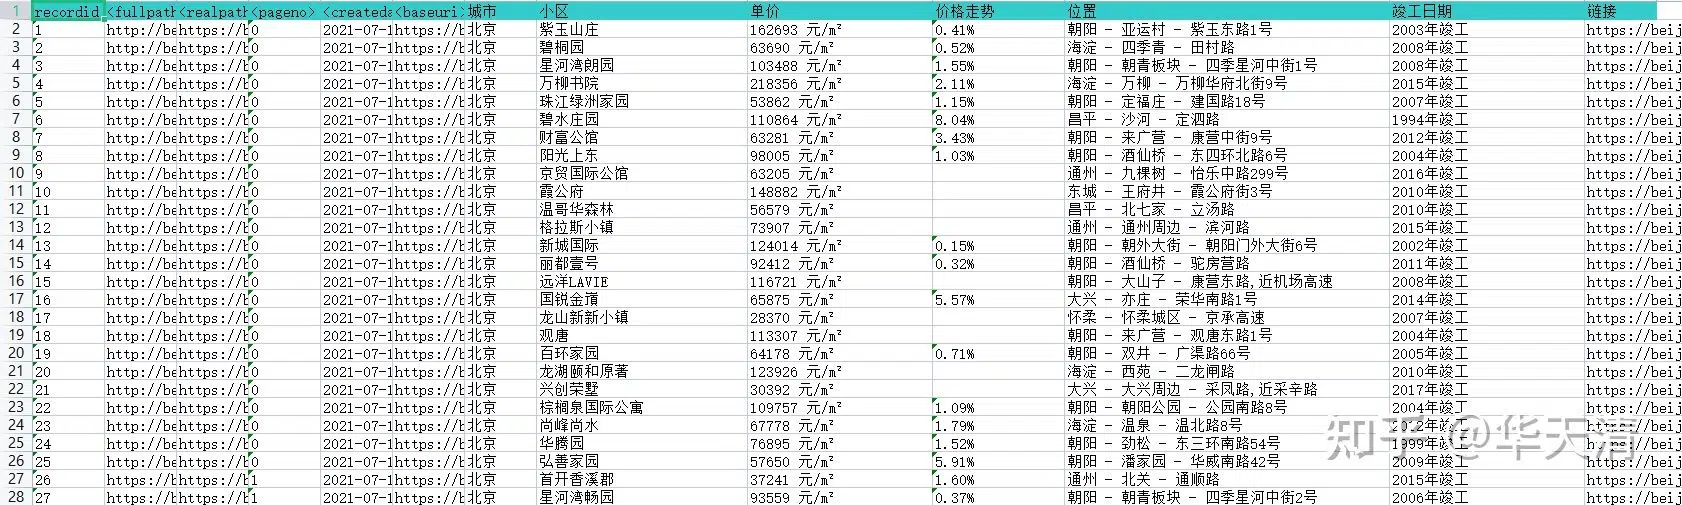 1 recordid <fullpath <realpath <pageno> <createda <baseuri> 城市 小区 单价 价格走势 位置 竣工日期 链接
2 1 http://be https://b 0 2021-07-1 https://b 北京 紫玉山庄 162693 元/m² 0.41% 朝阳 - 亚运村 - 紫玉东路1号 2003年竣工 https://beij
3 2 http://be https://b 0 2021-07-1 https://b 北京 碧桐园 63690 元/m² 0.52% 海淀 - 四季青 - 田村路 2008年竣工 https://beij
4 3 http://be https://b 0 2021-07-1 https://b 北京 星河湾朗园 103488 元/m² 1.55% 朝阳 - 朝青板块 - 四季星河中街1号 2008年竣工 https://beij
5 4 http://be https://b 0 2021-07-1 https://b 北京 万柳书院 218356 元/m² 2.11% 海淀 - 万柳 - 万柳华府北街9号 2015年竣工 https://beij
6 5 http://be https://b 0 2021-07-1 https://b 北京 珠江绿洲家园 53862 元/m² 1.15% 朝阳 - 定福庄 - 建国路18号 2007年竣工 https://beij
7 6 http://be https://b 0 2021-07-1 https://b 北京 碧水庄园 110864 元/m² 8.04% 昌平 - 沙河 - 定泗路 1994年竣工 https://beij
8 7 http://be https://b 0 2021-07-1 https://b 北京 财富公馆 63281 元/m² 3.43% 朝阳 - 来广营 - 康营中街9号 2012年竣工 https://beij
9 8 http://be https://b 0 2021-07-1 https://b 北京 阳光上东 98005 元/m² 1.03% 朝阳 - 酒仙桥 - 东四环北路6号 2004年竣工 https://beij
10 9 http://be https://b 0 2021-07-1 https://b 北京 京贸国际公馆 63205 元/m² 通州 - 九棵树 - 怡乐中路299号 2016年竣工 https://beij
11 10 http://be https://b 0 2021-07-1 https://b 北京 霞公府 148882 元/m² 东城 - 王府井 - 霞公府街3号 2010年竣工 https://beij
12 11 http://be https://b 0 2021-07-1 https://b 北京 温哥华森林 56579 元/m² 昌平 - 北七家 - 立汤路 2010年竣工 https://beij
13 12 http://be https://b 0 2021-07-1 https://b 北京 格拉斯小镇 73907 元/m² 通州 - 通州周边 - 滨河路 2015年竣工 https://beij
14 13 http://be https://b 0 2021-07-1 https://b 北京 新城国际 124014 元/m² 0.15% 朝阳 - 朝外大街 - 朝阳门外大街6号 2002年竣工 https://beij
15 14 http://be https://b 0 2021-07-1 https://b 北京 丽都壹号 92412 元/m² 0.32% 朝阳 - 酒仙桥 - 驼房营路 2011年竣工 https://beij
16 15 http://be https://b 0 2021-07-1 https://b 北京 远洋LAVIE 116721 元/m² 朝阳 - 大山子 - 康营东路,近机场高速 2008年竣工 https://beij
17 16 http://be https://b 0 2021-07-1 https://b 北京 国锐金嵿 65875 元/m² 5.57% 大兴 - 亦庄 - 荣华南路1号 2014年竣工 https://beij
18 17 http://be https://b 0 2021-07-1 https://b 北京 龙山新新小镇 28370 元/m² 怀柔 - 怀柔城区 - 京承高速 2007年竣工 https://beij
19 18 http://be https://b 0 2021-07-1 https://b 北京 观唐 113307 元/m² 朝阳 - 来广营 - 观唐东路1号 2004年竣工 https://beij
20 19 http://be https://b 0 2021-07-1 https://b 北京 百环家园 64178 元/m² 0.71% 朝阳 - 双井 - 广渠路66号 2005年竣工 https://beij
21 20 http://be https://b 0 2021-07-1 https://b 北京 龙湖颐和原著 123926 元/m² 海淀 - 西苑 - 二龙闸路 2010年竣工 https://beij
22 21 http://be https://b 0 2021-07-1 https://b 北京 兴创荣墅 30392 元/m² 大兴 - 大兴周边 - 采凤路,近采辛路 2017年竣工 https://beij
23 22 http://be https://b 0 2021-07-1 https://b 北京 棕榈泉国际公寓 109757 元/m² 1.09% 朝阳 - 朝阳公园 - 公园南路8号 2004年竣工 https://beij
24 23 http://be https://b 0 2021-07-1 https://b 北京 尚峰尚水 67778 元/m² 1.79% 海淀 - 温泉 - 温北路8号 2012年竣工 https://beij
25 24 http://be https://b 0 2021-07-1 https://b 北京 华腾园 76895 元/m² 1.52% 朝阳 - 劲松 - 东三环南路54号 1999年竣工 https://beij
26 25 http://be https://b 0 2021-07-1 https://b 北京 弘善家园 57650 元/m² 5.91% 朝阳 - 潘家园 - 华威南路42号 2009年竣工 https://beij
27 26 https://b https://b 1 2021-07-1 https://b 北京 首开香溪郡 37241 元/m² 1.60% 通州 - 北关 - 通顺路 2015年竣工 https://beij
28 27 https://b https://b 1 2021-07-1 https://b 北京 星河湾畅园 93559 元/m² 0.37% 朝阳 - 朝青板块 - 四季星河中街2号 2006年竣工 https://beij
知乎 @华天清